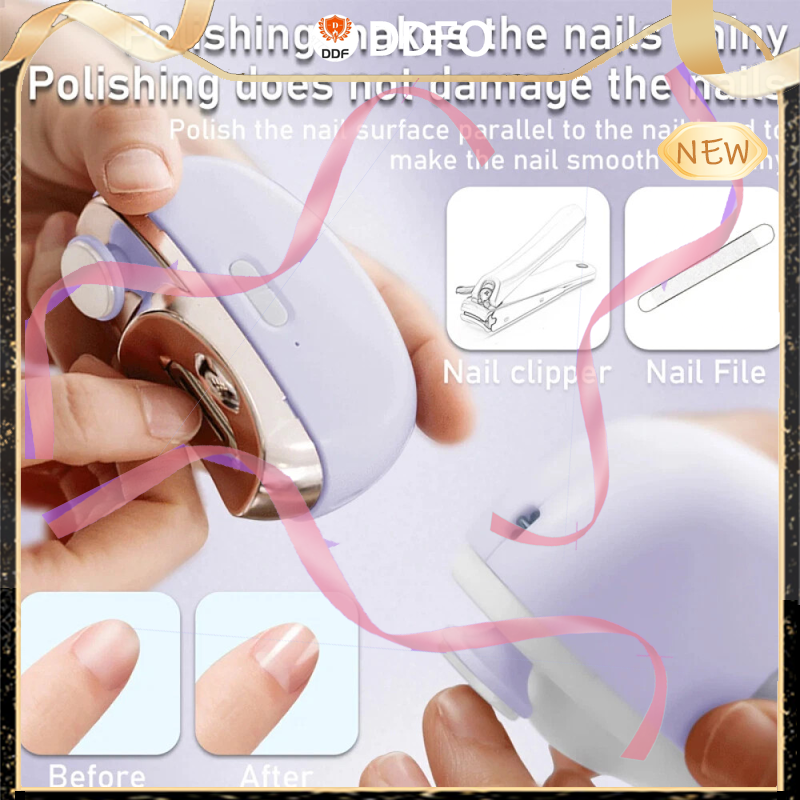 Polishing makes the nails shiny
DDF
DDFO
Polishing does not damage the nails
Polish the nail surface parallel to the nail
make the nail smooth
NEW
Nail clipper
Nail File
Before
After